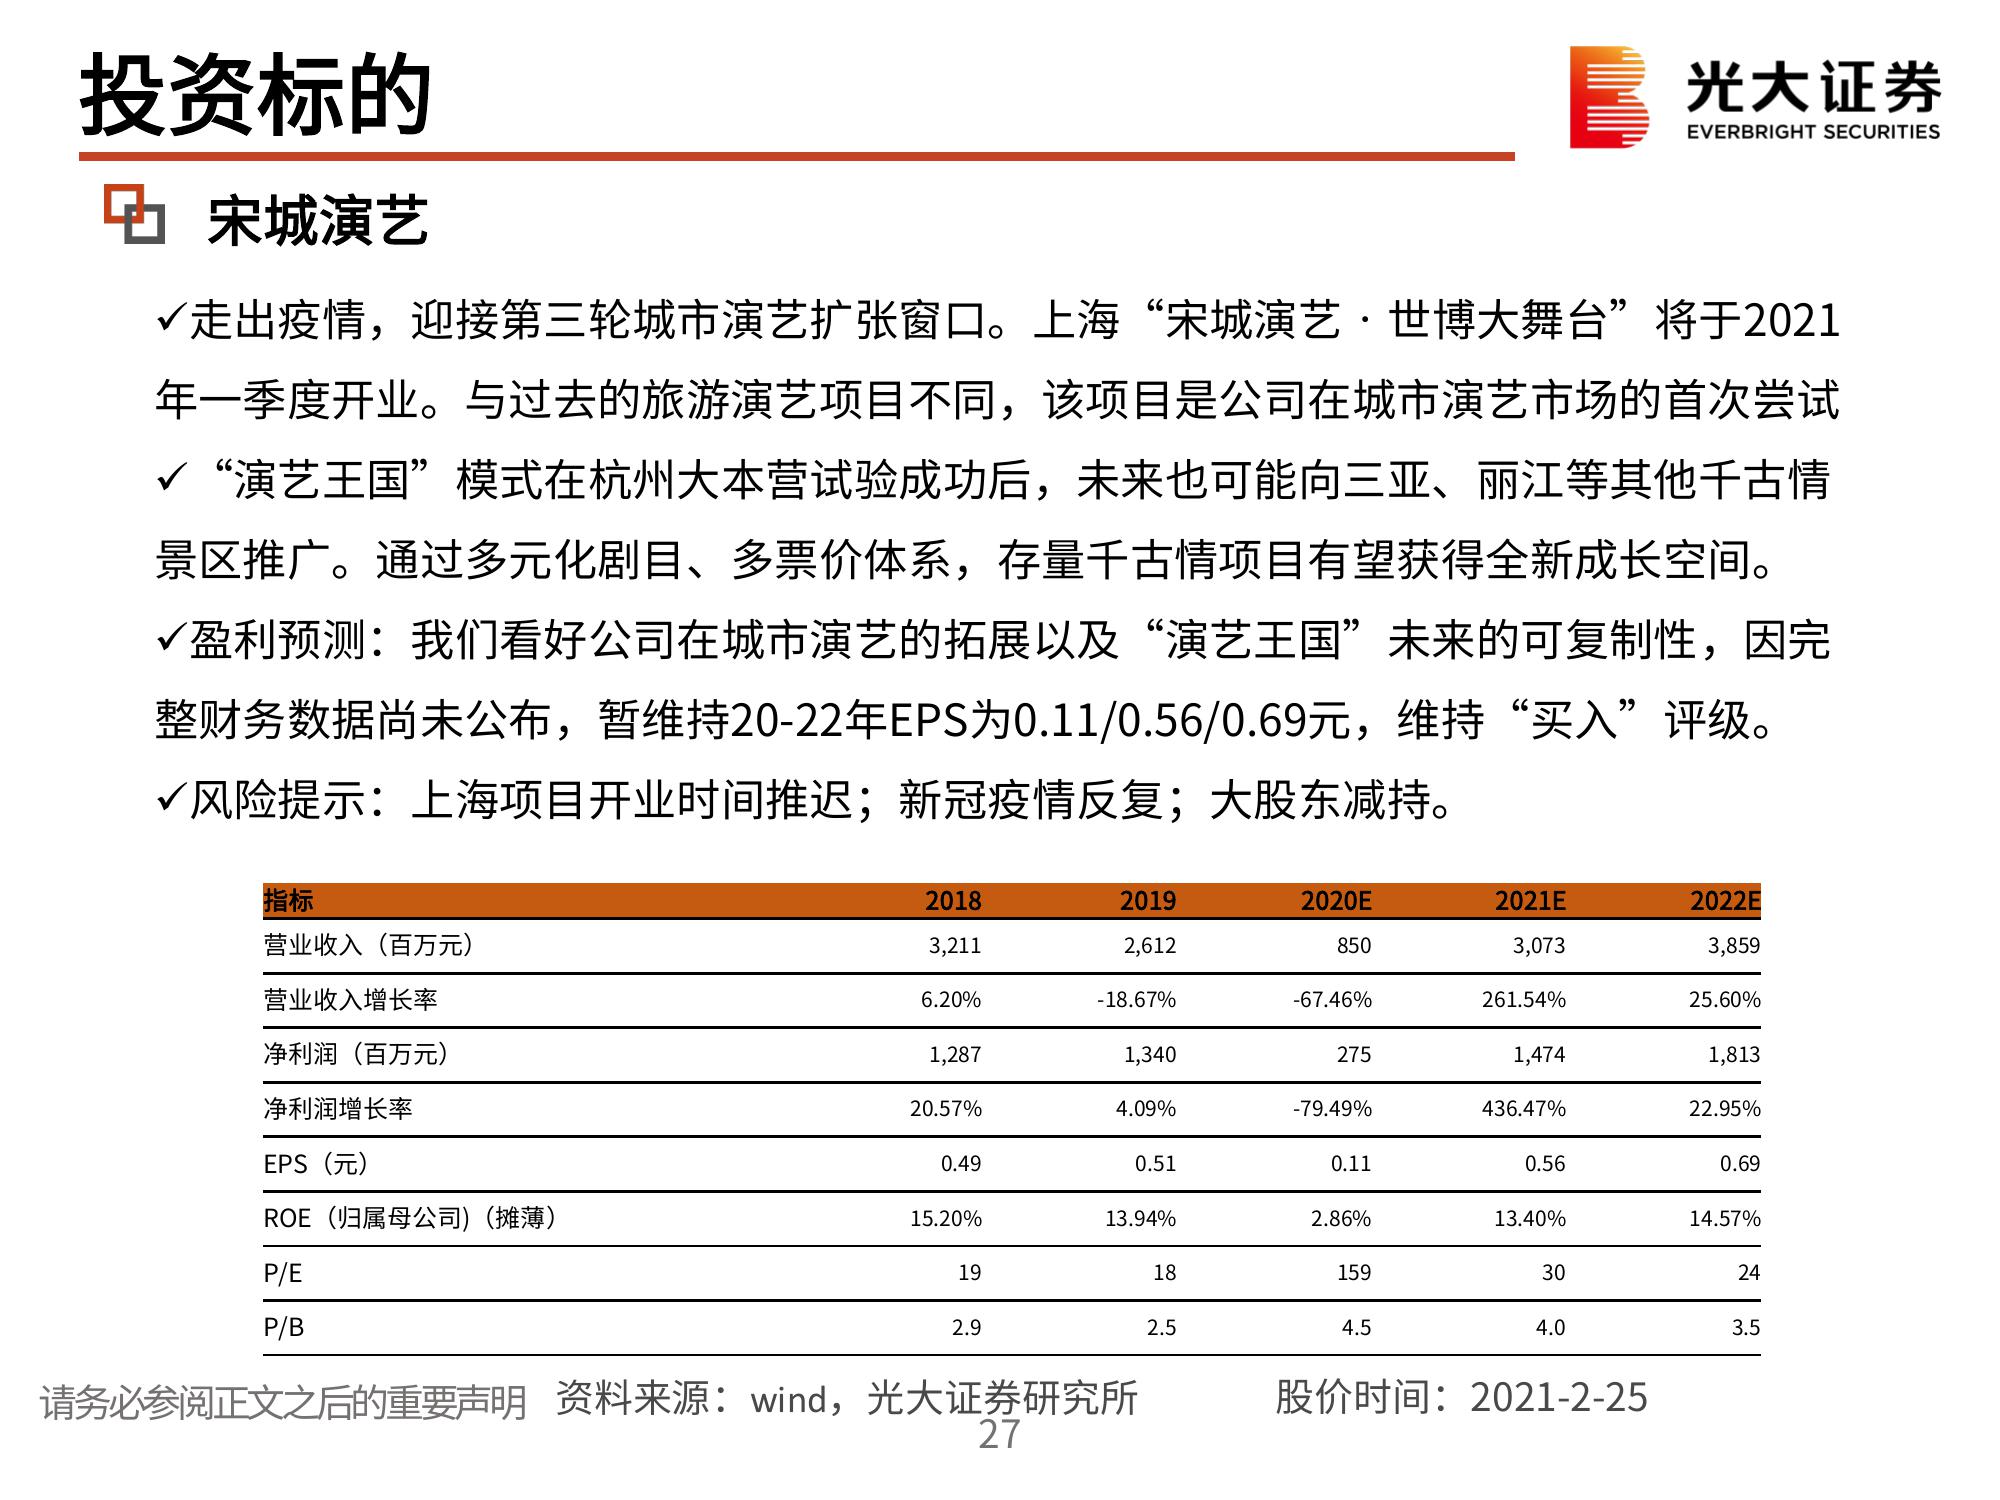 投资标的
光大证券
EVERBRIGHT SECURITIES
宋城演艺
✓走出疫情，迎接第三轮城市演艺扩张窗口。上海“宋城演艺 · 世博大舞台”将于2021
年一季度开业。与过去的旅游演艺项目不同，该项目是公司在城市演艺市场的首次尝试
✓“演艺王国”模式在杭州大本营试验成功后，未来也可能向三亚、丽江等其他千古情
景区推广。通过多元化剧目、多票价体系，存量千古情项目有望获得全新成长空间。
✓盈利预测：我们看好公司在城市演艺的拓展以及“演艺王国”未来的可复制性，因完
整财务数据尚未公布，暂维持20-22年EPS为0.11/0.56/0.69元，维持“买入”评级。
✓风险提示：上海项目开业时间推迟；新冠疫情反复；大股东减持。
指标 2018 2019 2020E 2021E 2022E
营业收入（百万元） 3,211 2,612 850 3,073 3,859
营业收入增长率 6.20% -18.67% -67.46% 261.54% 25.60%
净利润（百万元） 1,287 1,340 275 1,474 1,813
净利润增长率 20.57% 4.09% -79.49% 436.47% 22.95%
EPS（元） 0.49 0.51 0.11 0.56 0.69
ROE（归属母公司)（摊薄） 15.20% 13.94% 2.86% 13.40% 14.57%
P/E 19 18 159 30 24
P/B 2.9 2.5 4.5 4.0 3.5
请务必参阅正文之后的重要声明 资料来源：wind，光大证券研究所 股价时间：2021-2-25
27